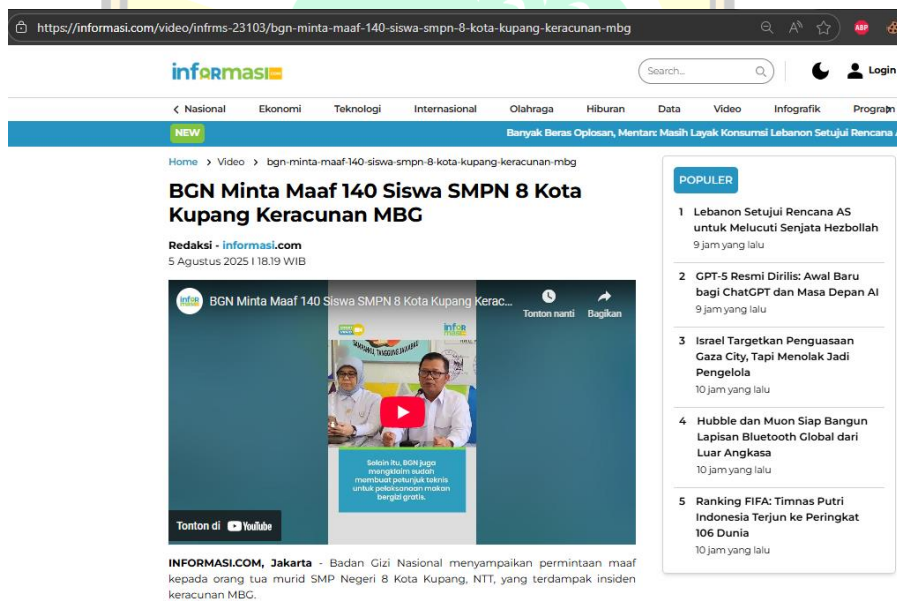 https://informasi.com/video/infrms-23103/bgn-minta-maaf-140-siswa-smpn-8-kota-kupang-keracunan-mbg
ABP
informasi
.COM
Search...
Login
Nasional Ekonomi Teknologi Internasional Olahraga Hiburan Data Video Infografik Program
NEW
Banyak Beras Oplosan, Mentan: Masih Layak Konsumsi Lebanon Setujui Rencana
Home > Video > bgn-minta-maaf-140-siswa-smpn-8-kota-kupang-keracunan-mbg
BGN Minta Maaf 140 Siswa SMPN 8 Kota
Kupang Keracunan MBG
Redaksi - informasi.com
5 Agustus 2025 I 18.19 WIB
BGN Minta Maaf 140 Siswa SMPN 8 Kota Kupang Kerac...
Tonton nanti
Bagikan
TANGGUNG JAWAB
Selain itu, BGN juga
mengklaim sudah
membuat petunjuk teknis
untuk pelaksanaan makan
bergizi gratis.
Tonton di YouTube
INFORMASI.COM, Jakarta - Badan Gizi Nasional menyampaikan permintaan maaf
kepada orang tua murid SMP Negeri 8 Kota Kupang, NTT, yang terdampak insiden
keracunan MBG.
POPULER
1 Lebanon Setujui Rencana AS
untuk Melucuti Senjata Hezbollah
9 jam yang lalu
2 GPT-5 Resmi Dirilis: Awal Baru
bagi ChatGPT dan Masa Depan AI
9 jam yang lalu
3 Israel Targetkan Penguasaan
Gaza City, Tapi Menolak Jadi
Pengelola
10 jam yang lalu
4 Hubble dan Muon Siap Bangun
Lapisan Bluetooth Global dari
Luar Angkasa
10 jam yang lalu
5 Ranking FIFA: Timnas Putri
Indonesia Terjun ke Peringkat
106 Dunia
10 jam yang lalu